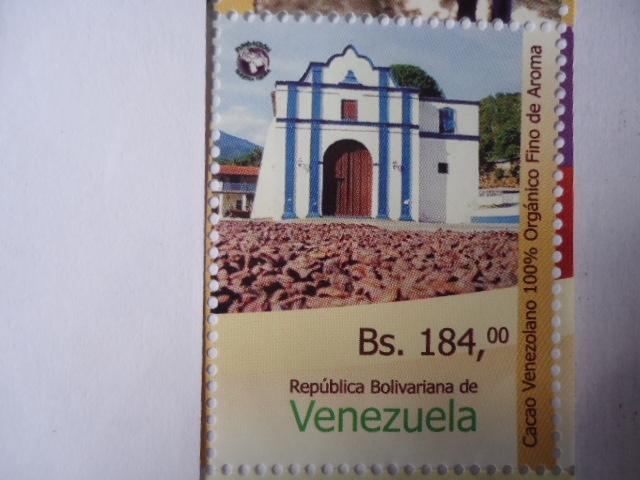 Cacao Venezolano 100% Orgánico Fino de Aroma
Bs. 184,00
República Bolivariana de
Venezuela